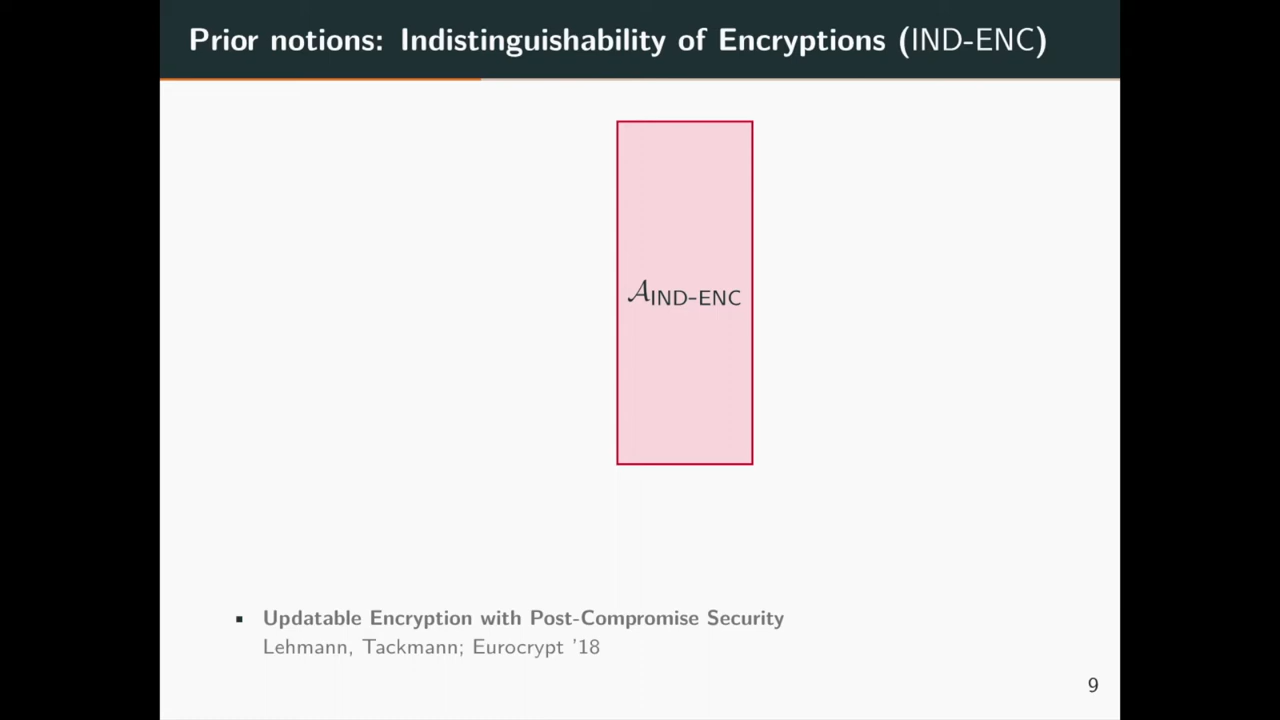 Prior notions: Indistinguishability of Encryptions (IND-ENC)
𝒜IND-ENC
▪ Updatable Encryption with Post-Compromise Security
Lehmann, Tackmann; Eurocrypt ’18
9